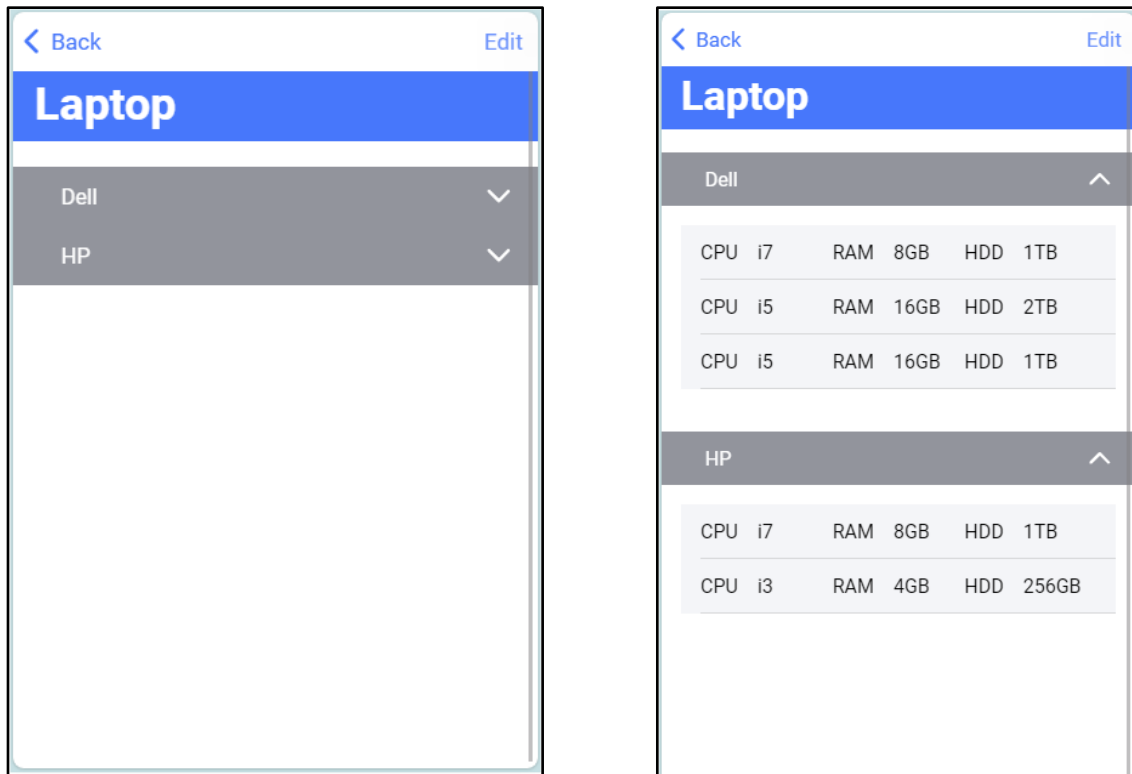 Back Edit
Laptop
Dell
HP
Back Edit
Laptop
Dell
CPU i7 RAM 8GB HDD 1TB
CPU i5 RAM 16GB HDD 2TB
CPU i5 RAM 16GB HDD 1TB
HP
CPU i7 RAM 8GB HDD 1TB
CPU i3 RAM 4GB HDD 256GB